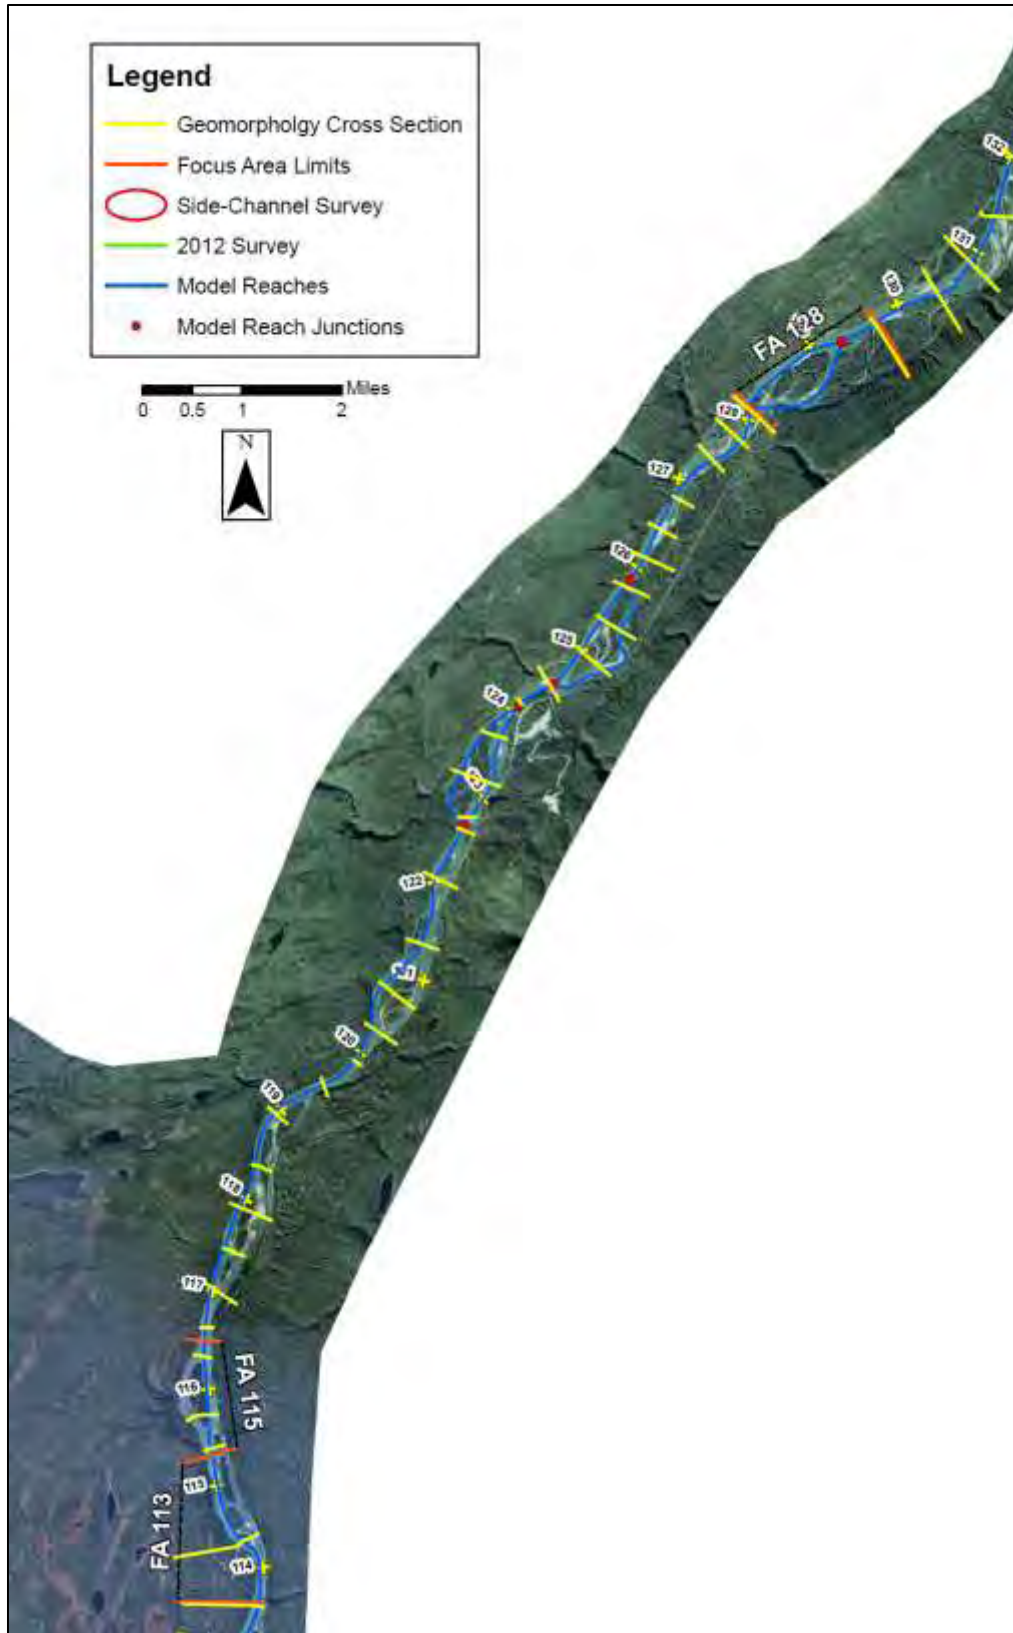 Legend
Geomorpholgy Cross Section
Focus Area Limits
Side-Channel Survey
2012 Survey
Model Reaches
Model Reach Junctions
Miles
0 0.5 1 2
N
132
131
130
FA 128
128
127
126
125
124
122
120
119
118
117
FA 115
116
115
FA 113
114